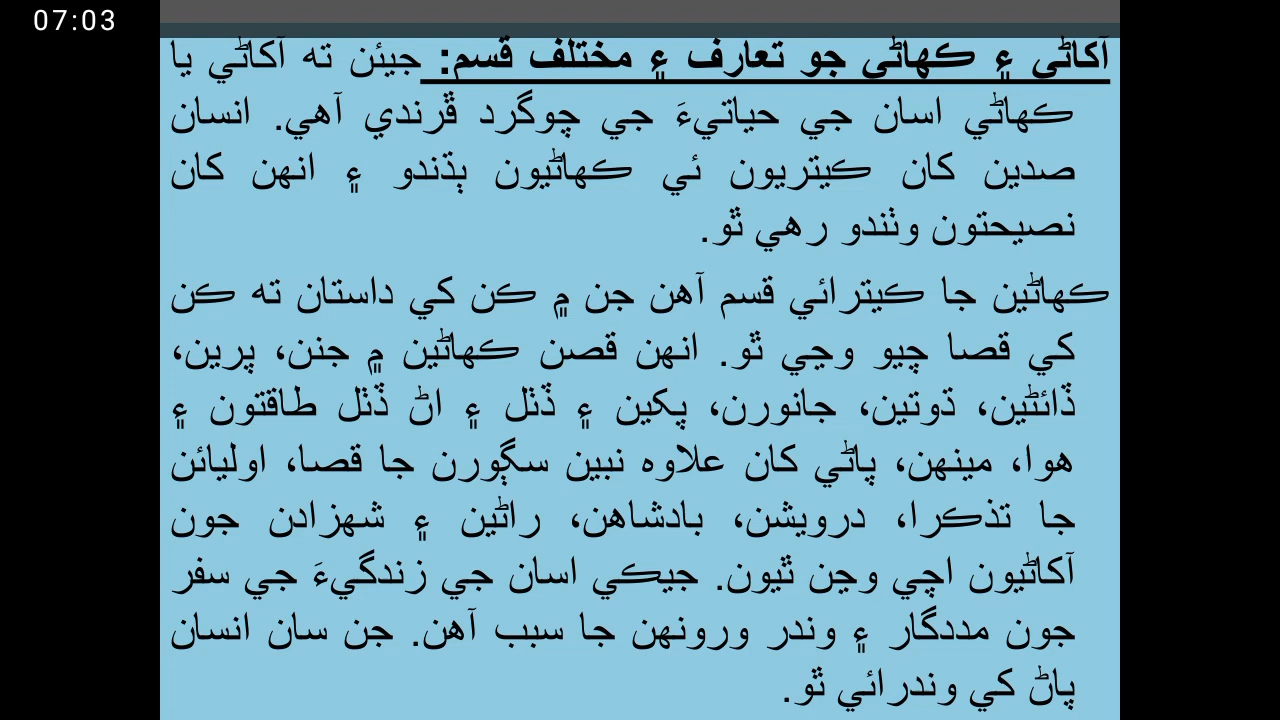 07:03
آکاڻي ۽ ڪهاڻي جو تعارف ۽ مختلف قسم: جيئن ته آکاڻي يا
ڪهاڻي اسان جي حياتيءَ جي چوگرد ڦرندي آهي. انسان
صدين کان ڪيتريون ئي ڪهاڻيون ٻڌندو ۽ انهن کان
نصيحتون وٺندو رهي ٿو.
ڪهاڻين جا ڪيترائي قسم آهن جن ۾ ڪن کي داستان ته ڪن
کي قصا چيو وڃي ٿو. انهن قصن ڪهاڻين ۾ جنن، پرين،
ڏائڻين، ڌوتين، جانورن، پکين ۽ ڏٺل ۽ اڻ ڏٺل طاقتون ۽
هوا، مينهن، پاڻي کان علاوه نبين سڳورن جا قصا، اوليائن
جا تذڪرا، درويشن، بادشاهن، راڻين ۽ شهزادن جون
آکاڻيون اچي وڃن ٿيون. جيڪي اسان جي زندگيءَ جي سفر
جون مددگار ۽ وندر ورونهن جا سبب آهن. جن سان انسان
پاڻ کي وندرائي ٿو.